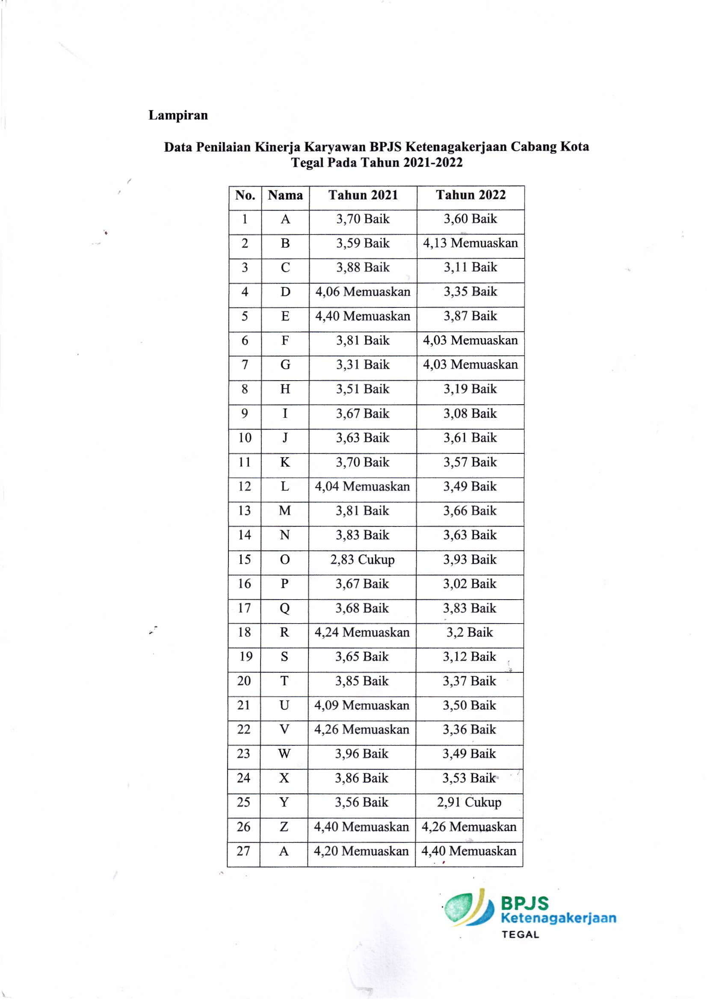 Lampiran
Data Penilaian Kinerja Karyawan BPJS Ketenagakerjaan Cabang Kota
Tegal Pada Tahun 2021-2022
No. Nama Tahun 2021 Tahun 2022
1 A 3,70 Baik 3,60 Baik
2 B 3,59 Baik 4,13 Memuaskan
3 C 3,88 Baik 3,11 Baik
4 D 4,06 Memuaskan 3,35 Baik
5 E 4,40 Memuaskan 3,87 Baik
6 F 3,81 Baik 4,03 Memuaskan
7 G 3,31 Baik 4,03 Memuaskan
8 H 3,51 Baik 3,19 Baik
9 I 3,67 Baik 3,08 Baik
10 J 3,63 Baik 3,61 Baik
11 K 3,70 Baik 3,57 Baik
12 L 4,04 Memuaskan 3,49 Baik
13 M 3,81 Baik 3,66 Baik
14 N 3,83 Baik 3,63 Baik
15 O 2,83 Cukup 3,93 Baik
16 P 3,67 Baik 3,02 Baik
17 Q 3,68 Baik 3,83 Baik
18 R 4,24 Memuaskan 3,2 Baik
19 S 3,65 Baik 3,12 Baik
20 T 3,85 Baik 3,37 Baik
21 U 4,09 Memuaskan 3,50 Baik
22 V 4,26 Memuaskan 3,36 Baik
23 W 3,96 Baik 3,49 Baik
24 X 3,86 Baik 3,53 Baik
25 Y 3,56 Baik 2,91 Cukup
26 Z 4,40 Memuaskan 4,26 Memuaskan
27 A 4,20 Memuaskan 4,40 Memuaskan
BPJS
Ketenagakerjaan
TEGAL